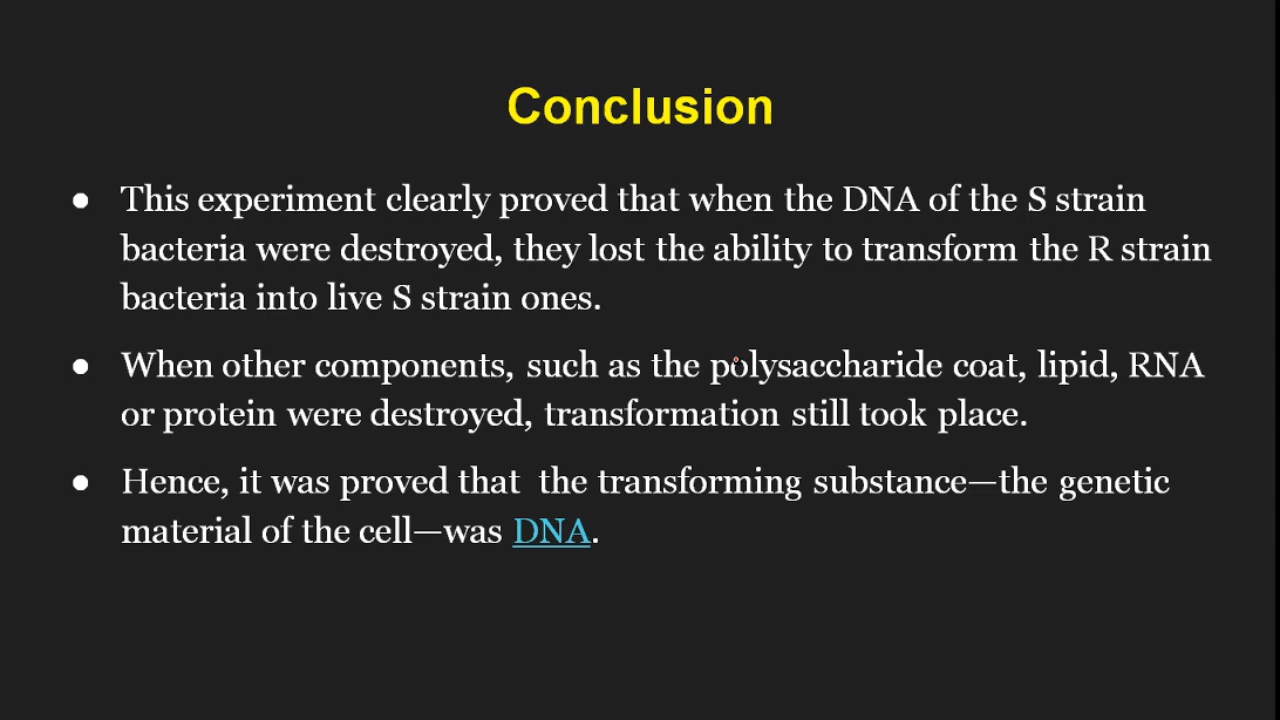 Conclusion
● This experiment clearly proved that when the DNA of the S strain
bacteria were destroyed, they lost the ability to transform the R strain
bacteria into live S strain ones.
● When other components, such as the polysaccharide coat, lipid, RNA
or protein were destroyed, transformation still took place.
● Hence, it was proved that the transforming substance—the genetic
material of the cell—was DNA.